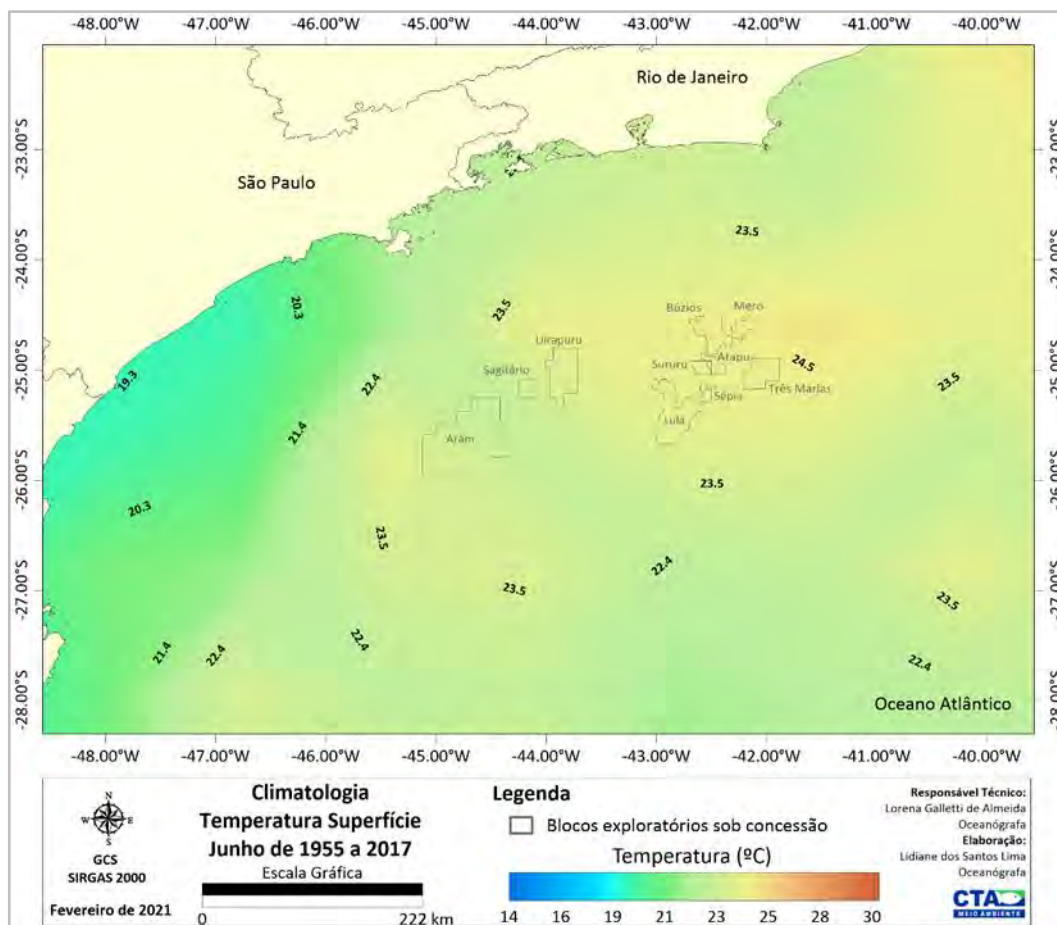 -48.00°W -47.00°W -46.00°W -45.00°W -44.00°W -43.00°W -42.00°W -41.00°W -40.00°W
Rio de Janeiro
-23.00°S -23.00°S
São Paulo
23.5
-24.00°S -24.00°S
20.3 23.5
Búzios Mero
Uirapuru
24.5
-25.00°S Sagitário Sururu Atapu -25.00°S
19.3 22.4 Três Marias 23.5
Sépia
Lula
21.4 Aram
-26.00°S 23.5 -26.00°S
20.3
23.5
22.4
-27.00°S 23.5 -27.00°S
23.5
21.4 22.4 22.4 22.4
-28.00°S Oceano Atlântico -28.00°S
-48.00°W -47.00°W -46.00°W -45.00°W -44.00°W -43.00°W -42.00°W -41.00°W -40.00°W
N
W E
S
GCS
SIRGAS 2000
Fevereiro de 2021
Climatologia
Temperatura Superfície
Junho de 1955 a 2017
Escala Gráfica
0 222 km
Legenda
Blocos exploratórios sob concessão
Temperatura (ºC)
14 16 19 21 23 25 28 30
Responsável Técnico:
Lorena Galletti de Almeida
Oceanógrafa
Elaboração:
Lidiane dos Santos Lima
Oceanógrafa
CTA
MEIO AMBIENTE